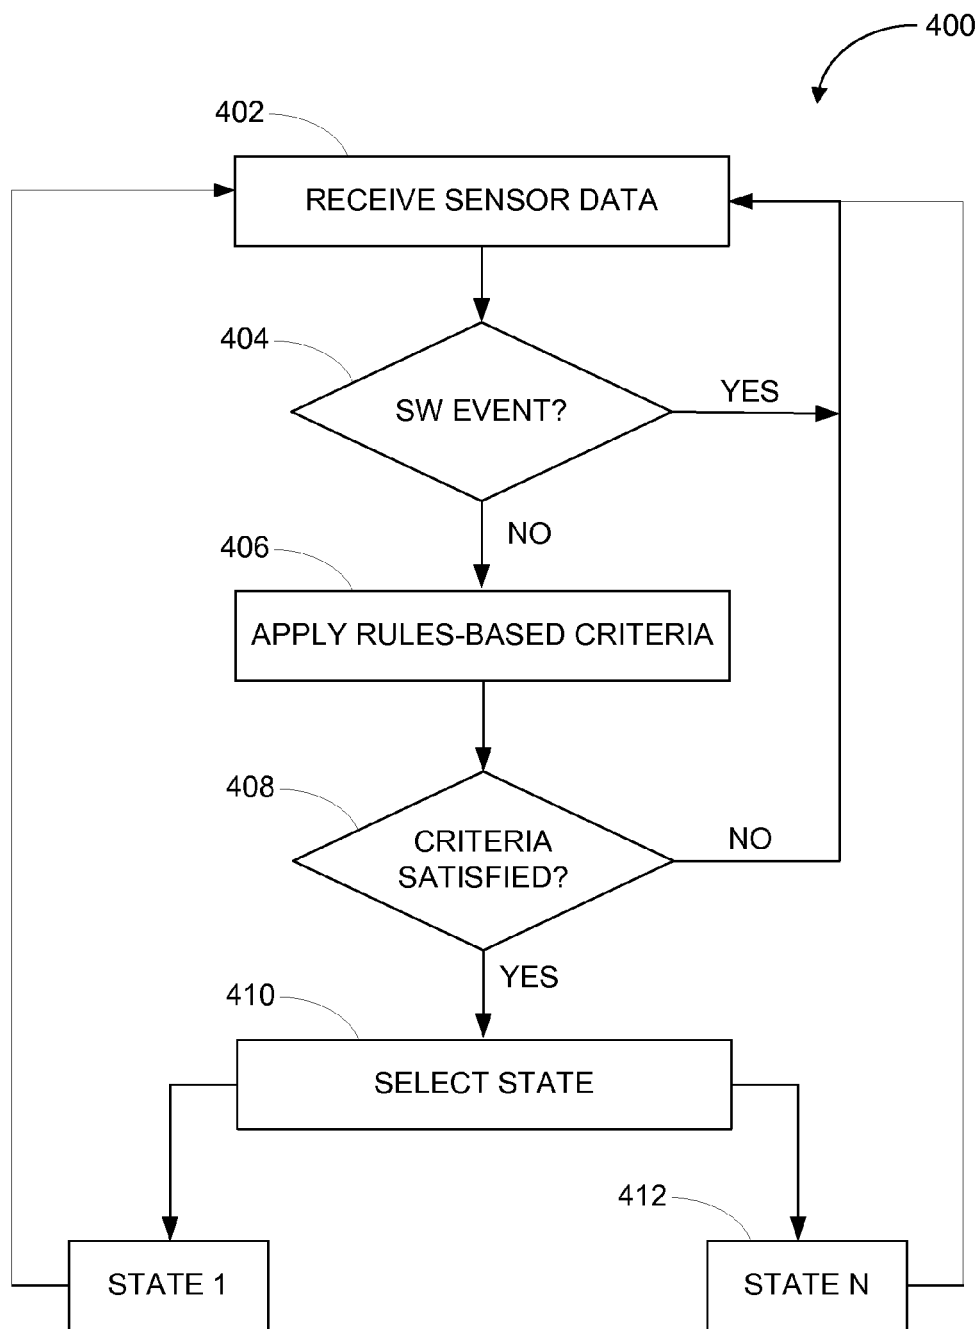 400
402
RECEIVE SENSOR DATA
404
SW EVENT?
YES
NO
406
APPLY RULES-BASED CRITERIA
408
CRITERIA
SATISFIED?
NO
YES
410
SELECT STATE
412
STATE 1
STATE N